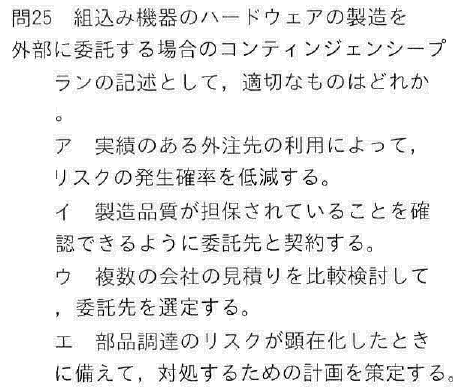 問25 組込み機器のハードウェアの製造を
外部に委託する場合のコンティンジェンシープ
ランの記述として，適切なものはどれか
。
ア 実績のある外注先の利用によって，
リスクの発生確率を低減する。
イ 製造品質が担保されていることを確
認できるように委託先と契約する。
ウ 複数の会社の見積りを比較検討して
，委託先を選定する。
エ 部品調達のリスクが顕在化したとき
に備えて，対処するための計画を策定する。